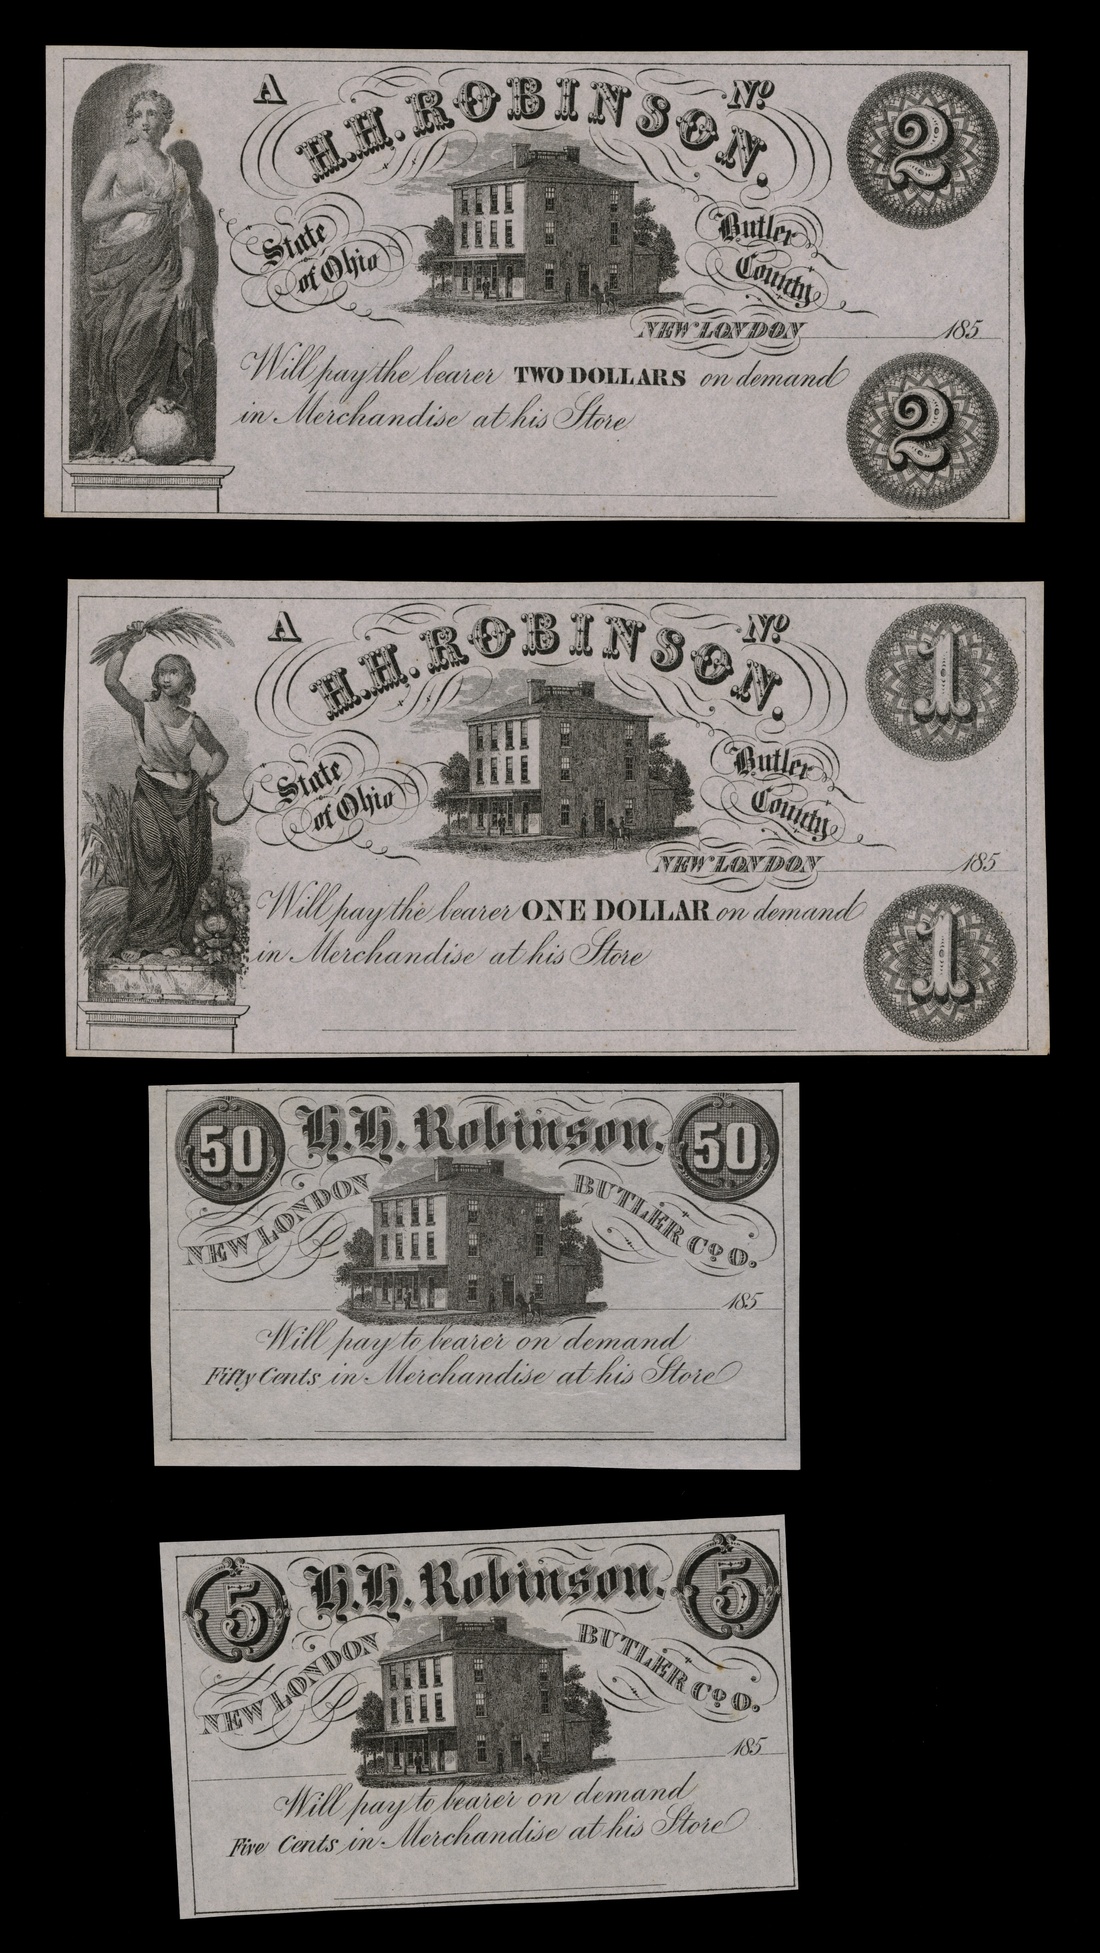 A
H.H. ROBINSON.
No
2
State
of Ohio
Butler
County
NEW LONDON 185
Will pay the bearer TWO DOLLARS on demand
in Merchandise at his Store
2
A
H.H. ROBINSON.
No
1
State
of Ohio
Butler
County
NEW LONDON 185
Will pay the bearer ONE DOLLAR on demand
in Merchandise at his Store
1
50
H.H. Robinson.
50
NEW LONDON
BUTLER Co. O.
185
Will pay to bearer on demand
Fifty Cents in Merchandise at his Store
5
H.H. Robinson.
5
NEW LONDON
BUTLER Co. O.
185
Will pay to bearer on demand
Five Cents in Merchandise at his Store